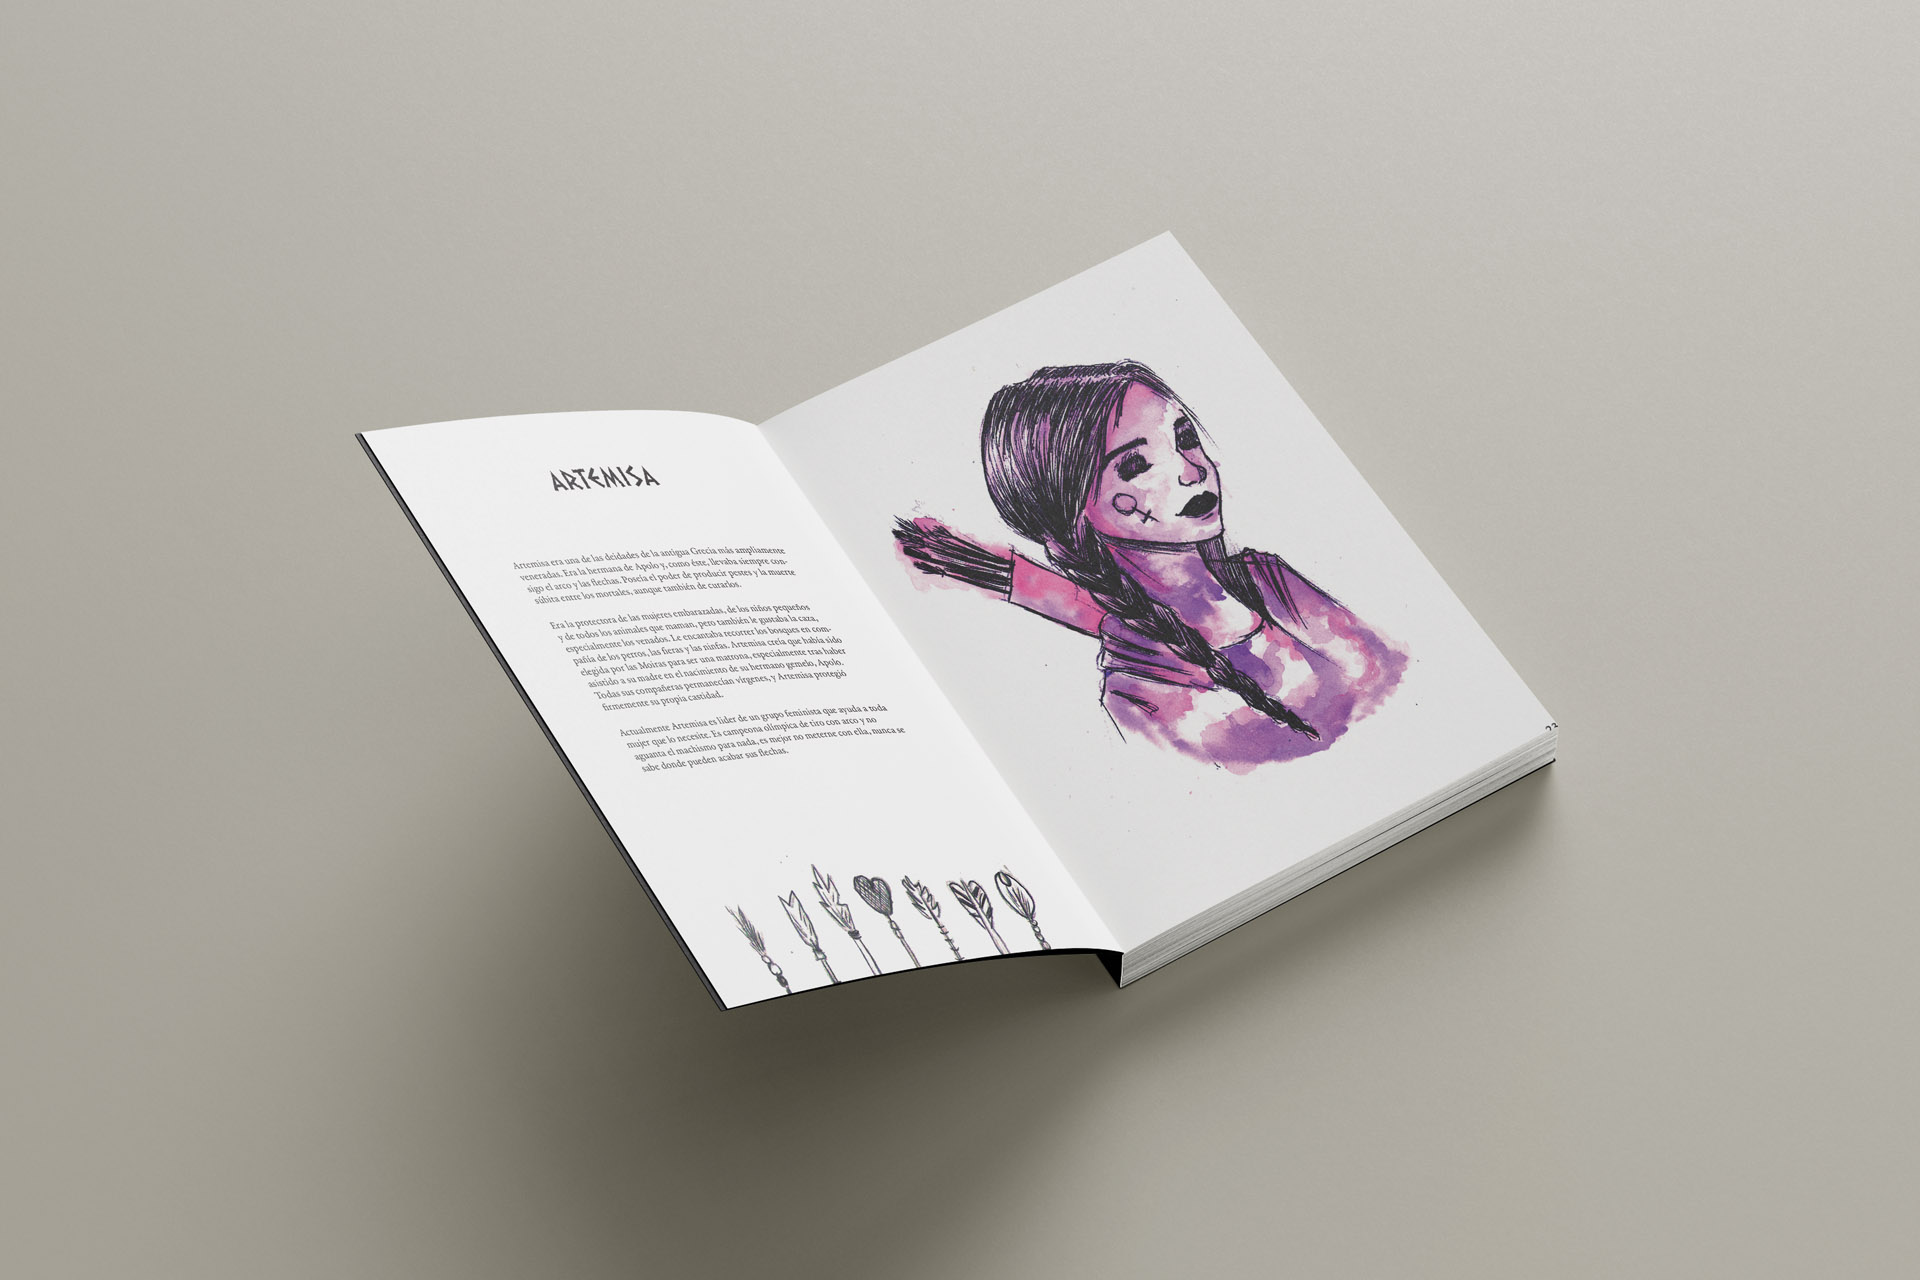 ARTEMISA
Artemisa era una de las deidades de la antigua Grecia más ampliamente
veneradas. Era la hermana de Apolo y, como éste, llevaba siempre con-
sigo el arco y las flechas. Poseía el poder de producir pestes y la muerte
súbita entre los mortales, aunque también de curarlos.
Era la protectora de las mujeres embarazadas, de los niños pequeños
y de todos los animales que maman, pero también le gustaba la caza,
especialmente los venados. Le encantaba recorrer los bosques en com-
pañía de los perros, las fieras y las ninfas. Artemisa creía que había sido
elegida por las Moiras para ser una matrona, especialmente tras haber
asistido a su madre en el nacimiento de su hermano gemelo, Apolo.
Todas sus compañeras permanecían vírgenes, y Artemisa protegió
firmemente su propia castidad.
Actualmente Artemisa es líder de un grupo feminista que ayuda a toda
mujer que lo necesite. Es campeona olímpica de tiro con arco y no
aguanta el machismo para nada, es mejor no meterne con ella, nunca se
sabe donde pueden acabar sus flechas.